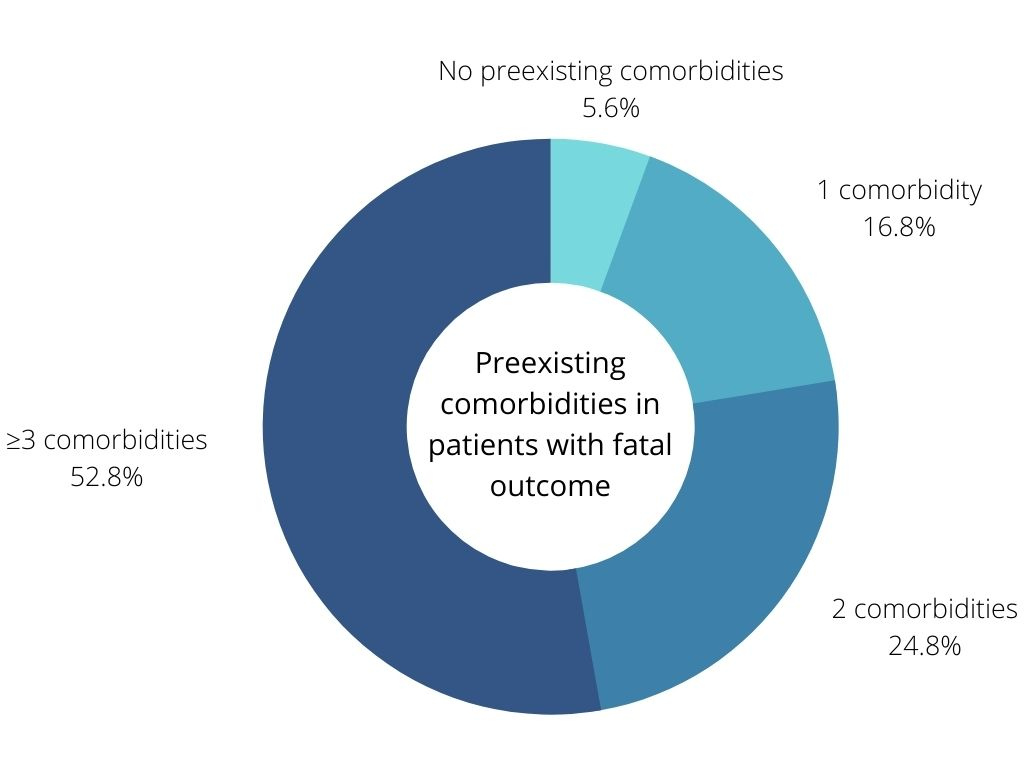 No preexisting comorbidities
5.6%
1 comorbidity
16.8%
Preexisting
comorbidities in
patients with fatal
outcome
≥3 comorbidities
52.8%
2 comorbidities
24.8%